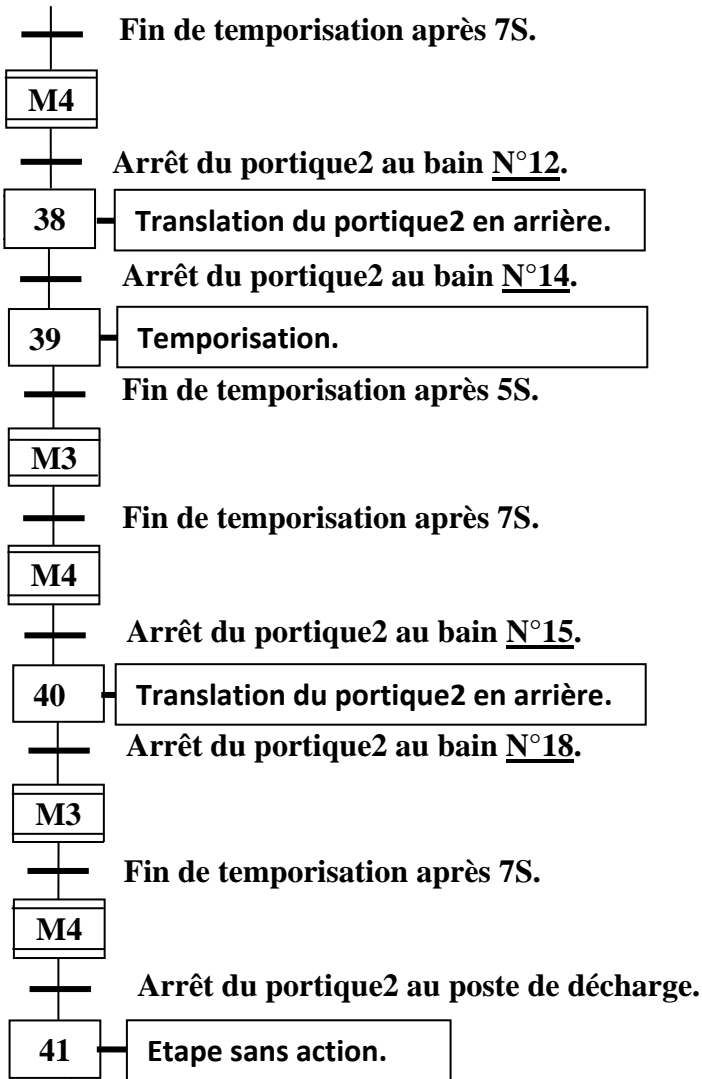 Fin de temporisation après 7S.
M4
Arrêt du portique2 au bain N°12.
38 Translation du portique2 en arrière.
Arrêt du portique2 au bain N°14.
39 Temporisation.
Fin de temporisation après 5S.
M3
Fin de temporisation après 7S.
M4
Arrêt du portique2 au bain N°15.
40 Translation du portique2 en arrière.
Arrêt du portique2 au bain N°18.
M3
Fin de temporisation après 7S.
M4
Arrêt du portique2 au poste de décharge.
41 Etape sans action.